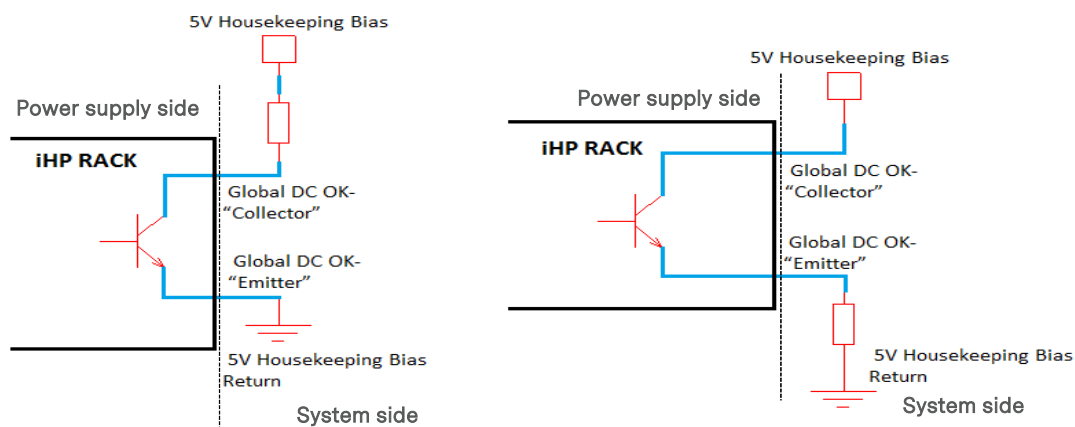 5V Housekeeping Bias
Power supply side
iHP RACK
Global DC OK-
“Collector”
Global DC OK-
“Emitter”
5V Housekeeping Bias
Return
System side
5V Housekeeping Bias
Power supply side
iHP RACK
Global DC OK-
“Collector”
Global DC OK-
“Emitter”
5V Housekeeping Bias
Return
System side